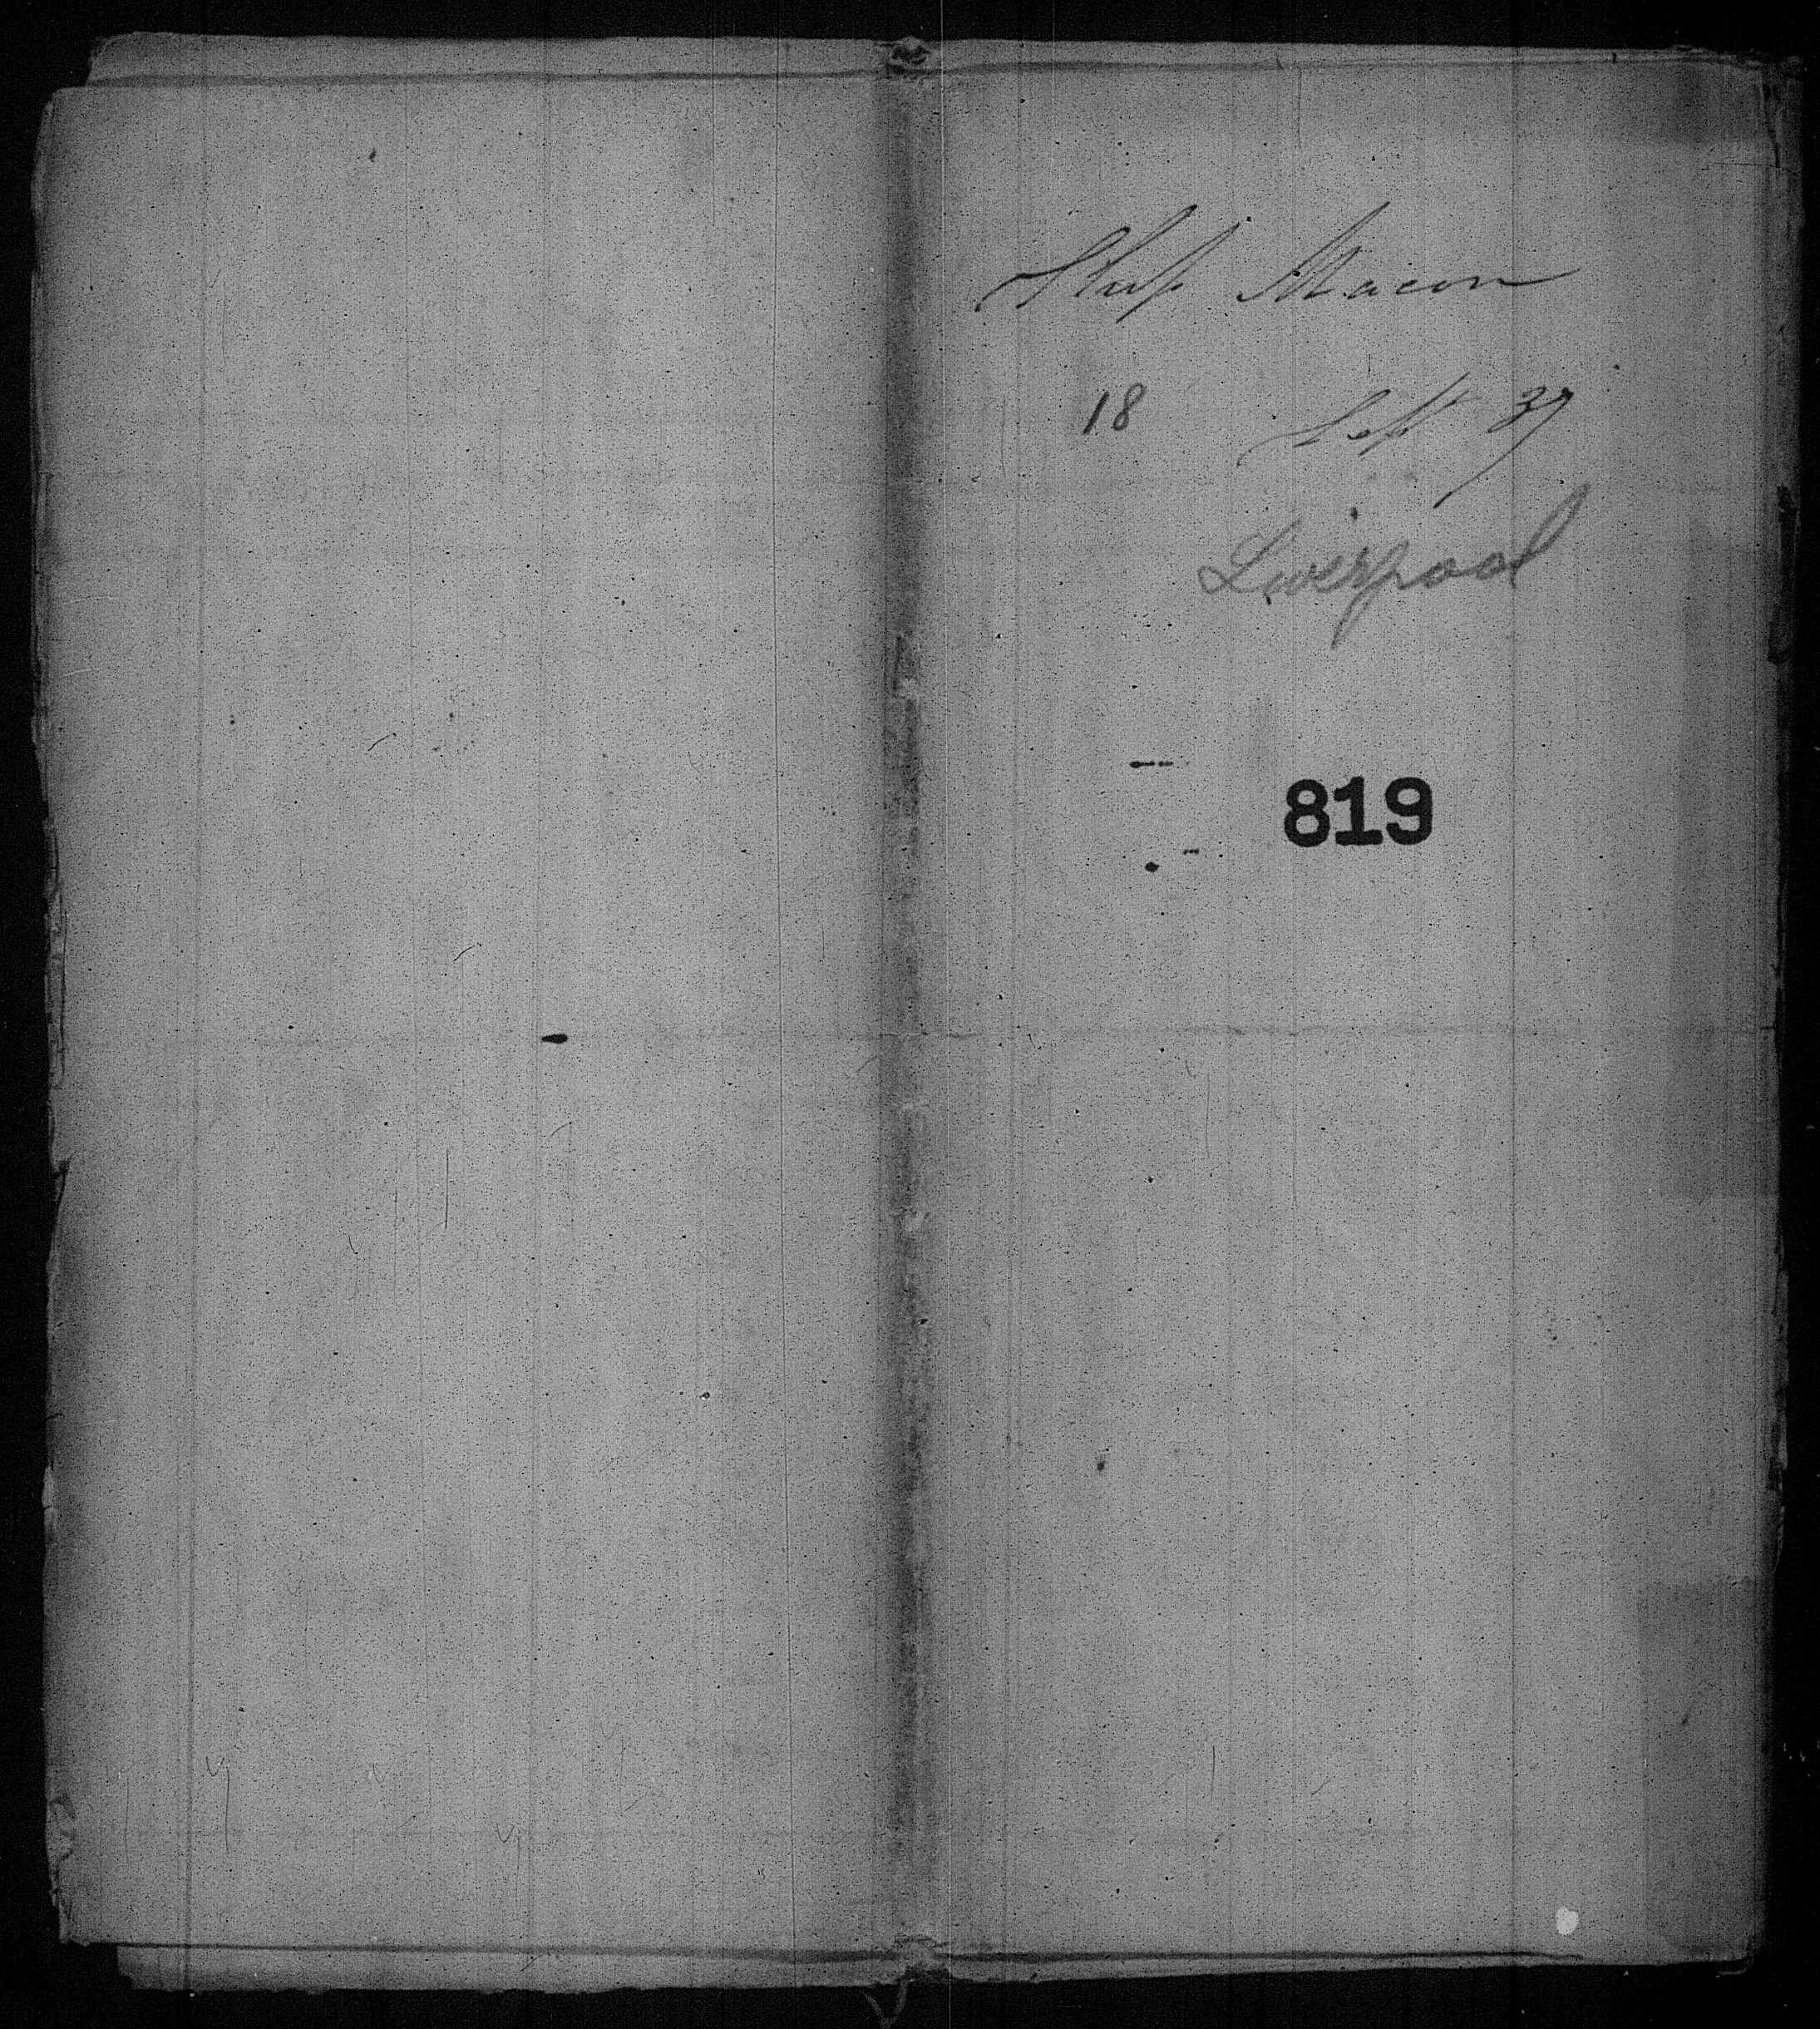 Ship Macon
18 Sept 37
Liverpool
819